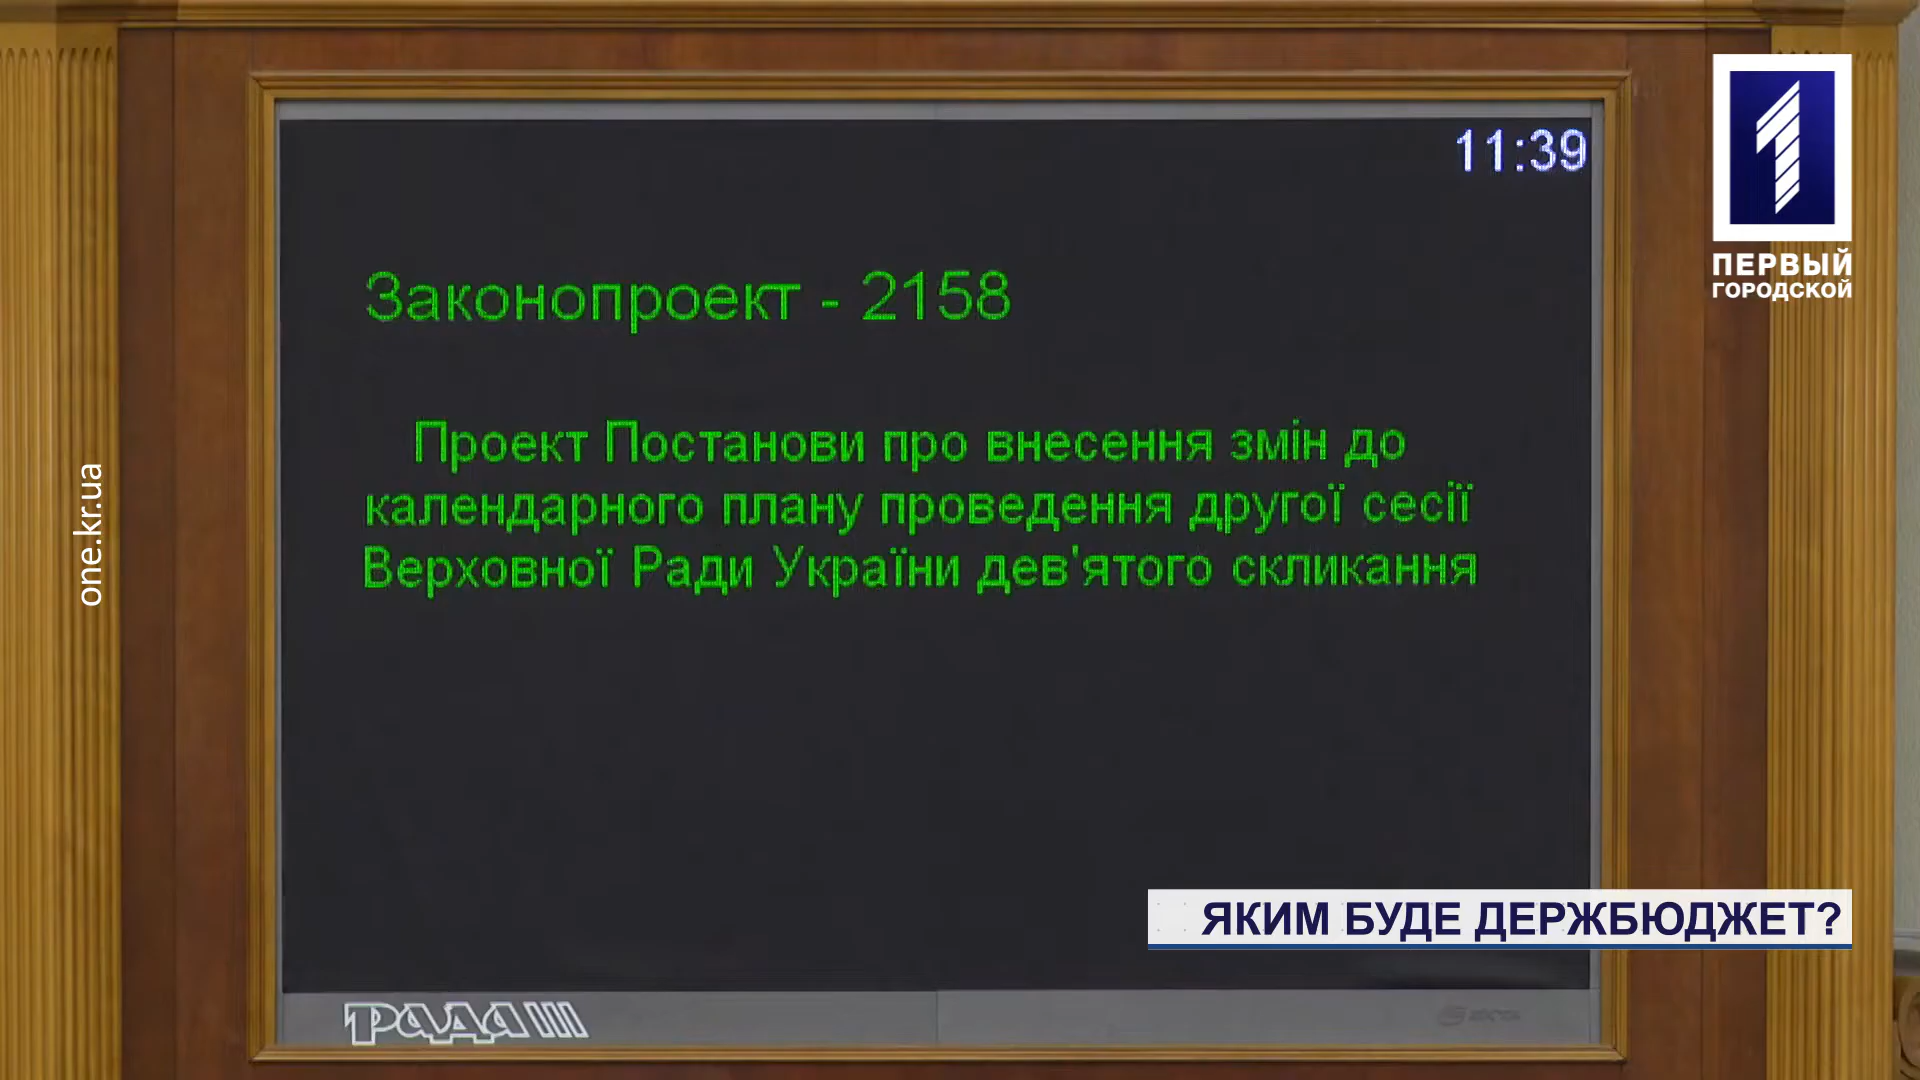 11:39
ПЕРВЫЙ
ГОРОДСКОЙ
Законопроект - 2158
Проект Постанови про внесення змін до
календарного плану проведення другої сесії
Верховної Ради України дев'ятого скликання
one.kr.ua
ЯКИМ БУДЕ ДЕРЖБЮДЖЕТ?
РАДА III